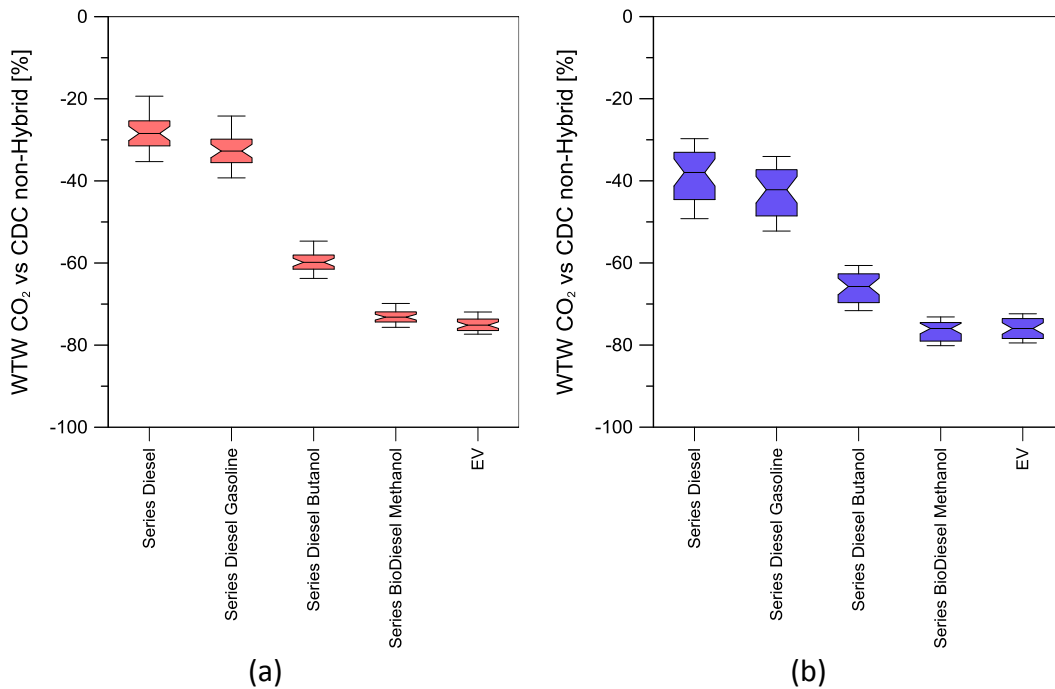 WTW CO₂ vs CDC non-Hybrid [%]
0
-20
-40
-60
-80
-100
Series Diesel
Series Diesel Gasoline
Series Diesel Butanol
Series BioDiesel Methanol
EV
(a)
WTW CO₂ vs CDC non-Hybrid [%]
0
-20
-40
-60
-80
-100
Series Diesel
Series Diesel Gasoline
Series Diesel Butanol
Series BioDiesel Methanol
EV
(b)